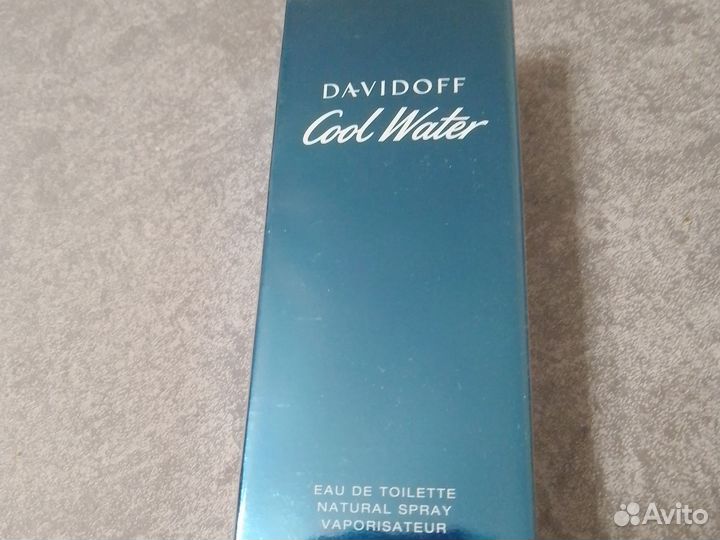 DAVIDOFF
Cool Water
EAU DE TOILETTE
NATURAL SPRAY
VAPORISATEUR
Avito